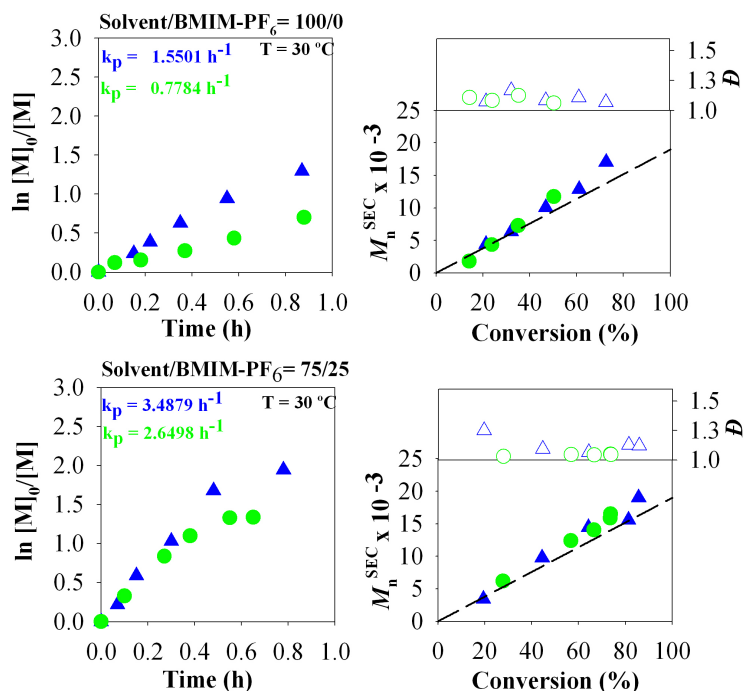 Solvent/BMIM-PF6= 100/0
3.0
2.5
2.0
1.5
1.0
0.5
0.0
ln [M]0/[M]
kp = 1.5501 h-1
kp = 0.7784 h-1
T = 30 ºC
0.0 0.2 0.4 0.6 0.8 1.0
Time (h)
1.5
1.3
1.0
Đ
25
20
15
10
5
0
MnSEC x 10 -3
0 20 40 60 80 100
Conversion (%)
Solvent/BMIM-PF6= 75/25
3.0
2.5
2.0
1.5
1.0
0.5
0.0
ln [M]0/[M]
kp = 3.4879 h-1
kp = 2.6498 h-1
T = 30 ºC
0.0 0.2 0.4 0.6 0.8 1.0
Time (h)
1.5
1.3
1.0
Đ
25
20
15
10
5
0
MnSEC x 10 -3
0 20 40 60 80 100
Conversion (%)